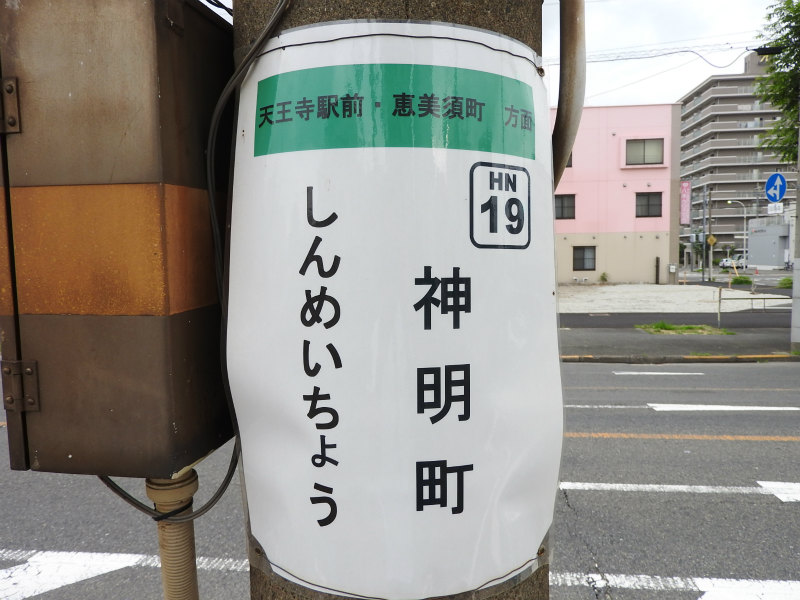 天王寺駅前・恵美須町　方面
HN
19
神明町
しんめいちょう